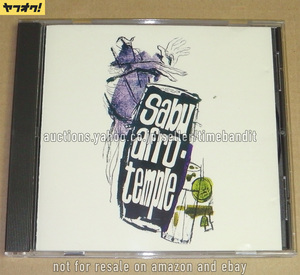 ヤフオク!
sabu
afro-
temple
auctions.yahoo.co.jp/seller/timebandit
not for resale on amazon and ebay